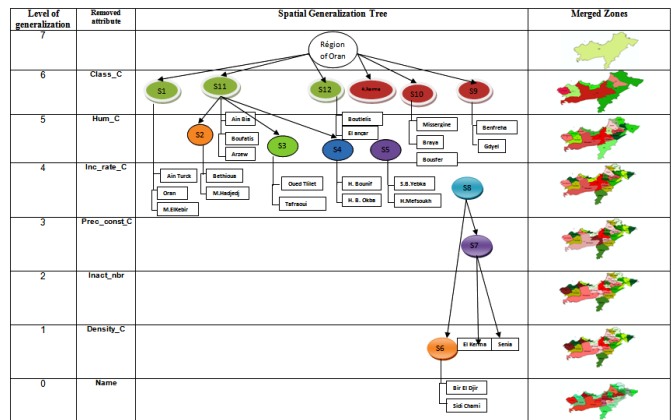 Level of generalization
Removed attribute
Spatial Generalization Tree
Merged Zones
7
Région of Oran
6
Class_C
S1
S11
S12
S10
S9
5
Hum_C
S2
Ain Bia
Boufatis
Arzew
S3
Boutlelis
El ançar
S4
S5
Misserghine
Braya
Bousfer
Benfreha
Gdyel
4
Inc_rate_C
Ain Turck
Oran
M.ElKebir
Bethioua
M.Hadjadj
Oued Tlilet
Tafraoui
H. Bounif
H. B. Okba
S.B.Yebka
H.Mefsoukh
S8
3
Prec_const_C
S7
2
Inact_nbr
1
Density_C
S6
El Kerma
Senia
0
Name
Bir El Djir
Sidi Chami